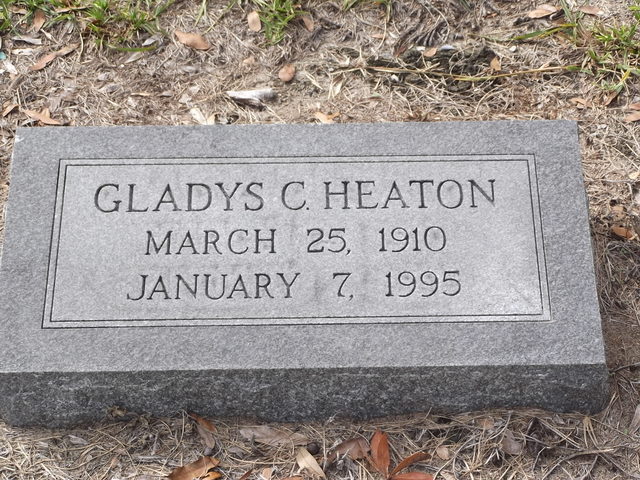 GLADYS C. HEATON
MARCH 25, 1910
JANUARY 7, 1995